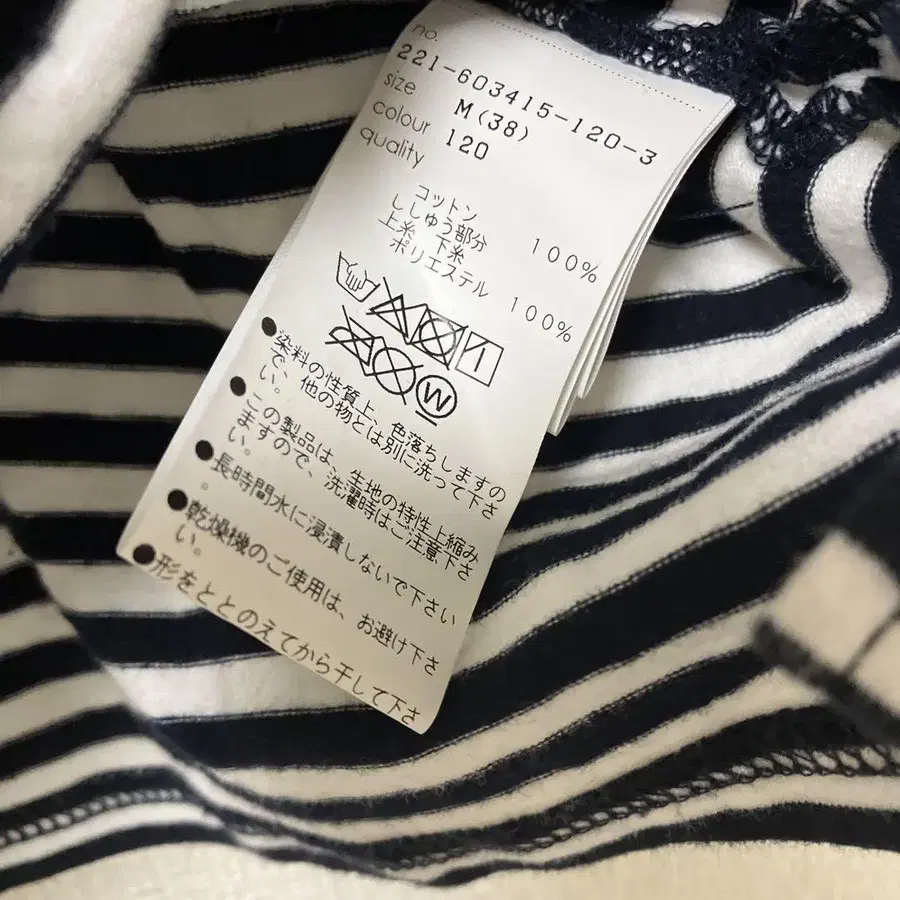 no.
221-603415-120-3
size M(38)
colour 120
quality
コットン 100%
ししゅう部分
上糸 下糸
ポリエステル 100%
W
●染料の性質上、色落ちしますの
で、他の物とは別に洗って下さ
い。
●この製品は、生地の特性上縮み
ますので、洗濯時はご注意下さ
い。
●長時間水に浸漬しないで下さい
。
●乾燥機のご使用は、お避け下さ
い。
●形をととのえてから干して下さ